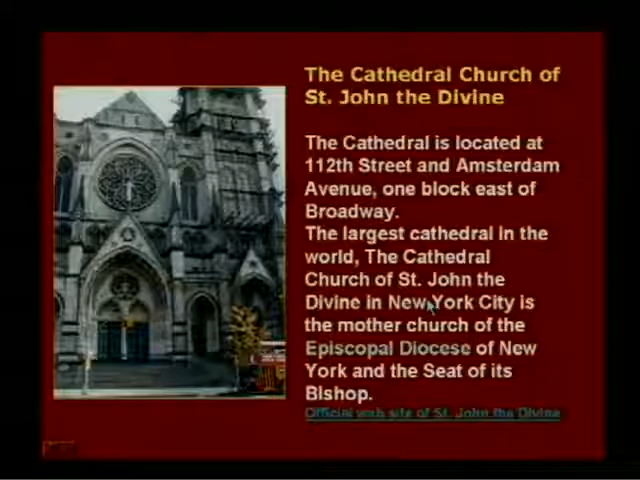 The Cathedral Church of
St. John the Divine
The Cathedral is located at
112th Street and Amsterdam
Avenue, one block east of
Broadway.
The largest cathedral in the
world, The Cathedral
Church of St. John the
Divine in New York City is
the mother church of the
Episcopal Diocese of New
York and the Seat of its
Bishop.
Official web site of St. John the Divine